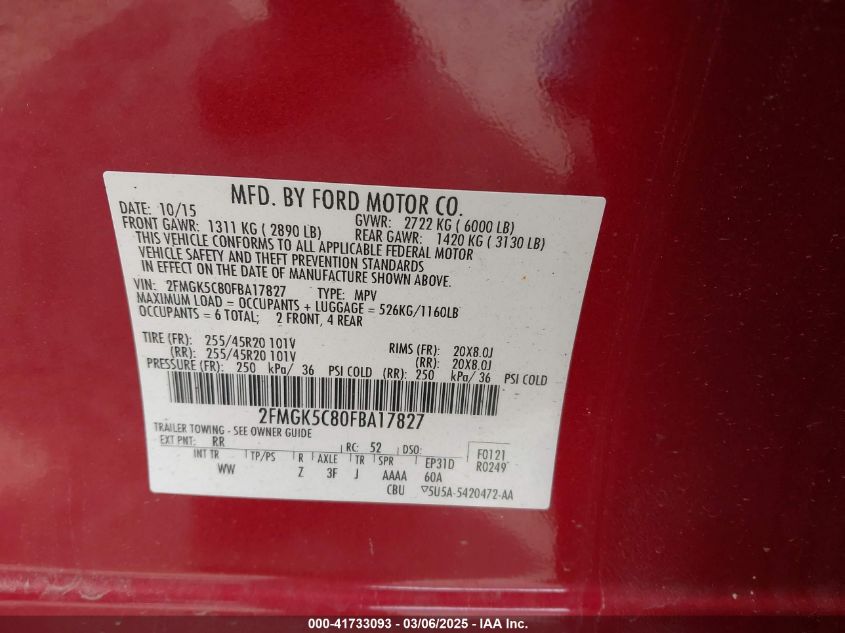 MFD. BY FORD MOTOR CO.
DATE: 10/15 GVWR: 2722 KG ( 6000 LB)
FRONT GAWR: 1311 KG ( 2890 LB) REAR GAWR: 1420 KG ( 3130 LB)
THIS VEHICLE CONFORMS TO ALL APPLICABLE FEDERAL MOTOR
VEHICLE SAFETY AND THEFT PREVENTION STANDARDS
IN EFFECT ON THE DATE OF MANUFACTURE SHOWN ABOVE.
VIN: 2FMGK5C80FBA17827 TYPE: MPV
MAXIMUM LOAD = OCCUPANTS + LUGGAGE = 526KG/1160LB
OCCUPANTS = 6 TOTAL; 2 FRONT, 4 REAR
TIRE (FR): 255/45R20 101V RIMS (FR): 20X8.0J
(RR): 255/45R20 101V (RR): 20X8.0J
PRESSURE (FR): 250 kPa/ 36 PSI COLD (RR): 250 kPa/ 36 PSI COLD
2FMGK5C80FBA17827
TRAILER TOWING - SEE OWNER GUIDE
EXT PNT: RR RC: 52 DSO: F0121
INT TR TP/PS R AXLE TR SPR EP31D R0249
WW Z 3F J AAAA 60A
CBU ▽5U5A-5420472-AA
000-41733093 - 03/06/2025 - IAA Inc.